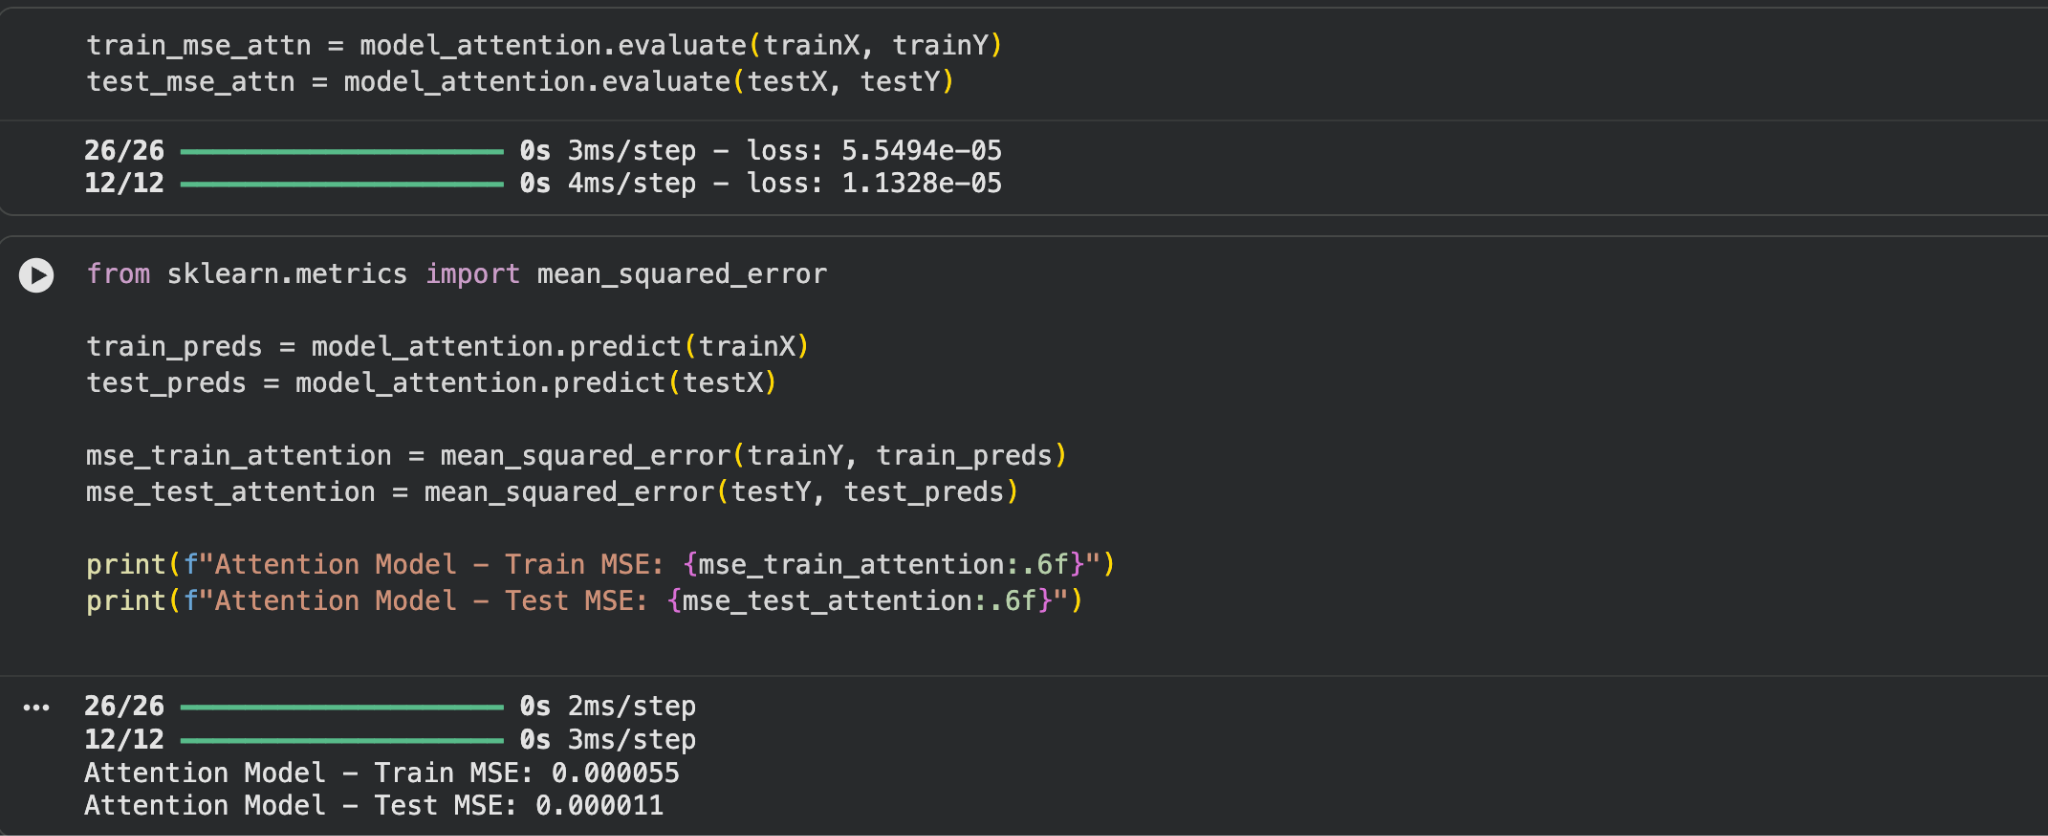 train_mse_attn = model_attention.evaluate(trainX, trainY)
test_mse_attn = model_attention.evaluate(testX, testY)
26/26 0s 3ms/step - loss: 5.5494e-05
12/12 0s 4ms/step - loss: 1.1328e-05
from sklearn.metrics import mean_squared_error
train_preds = model_attention.predict(trainX)
test_preds = model_attention.predict(testX)
mse_train_attention = mean_squared_error(trainY, train_preds)
mse_test_attention = mean_squared_error(testY, test_preds)
print(f"Attention Model - Train MSE: {mse_train_attention:.6f}")
print(f"Attention Model - Test MSE: {mse_test_attention:.6f}")
26/26 0s 2ms/step
12/12 0s 3ms/step
Attention Model - Train MSE: 0.000055
Attention Model - Test MSE: 0.000011